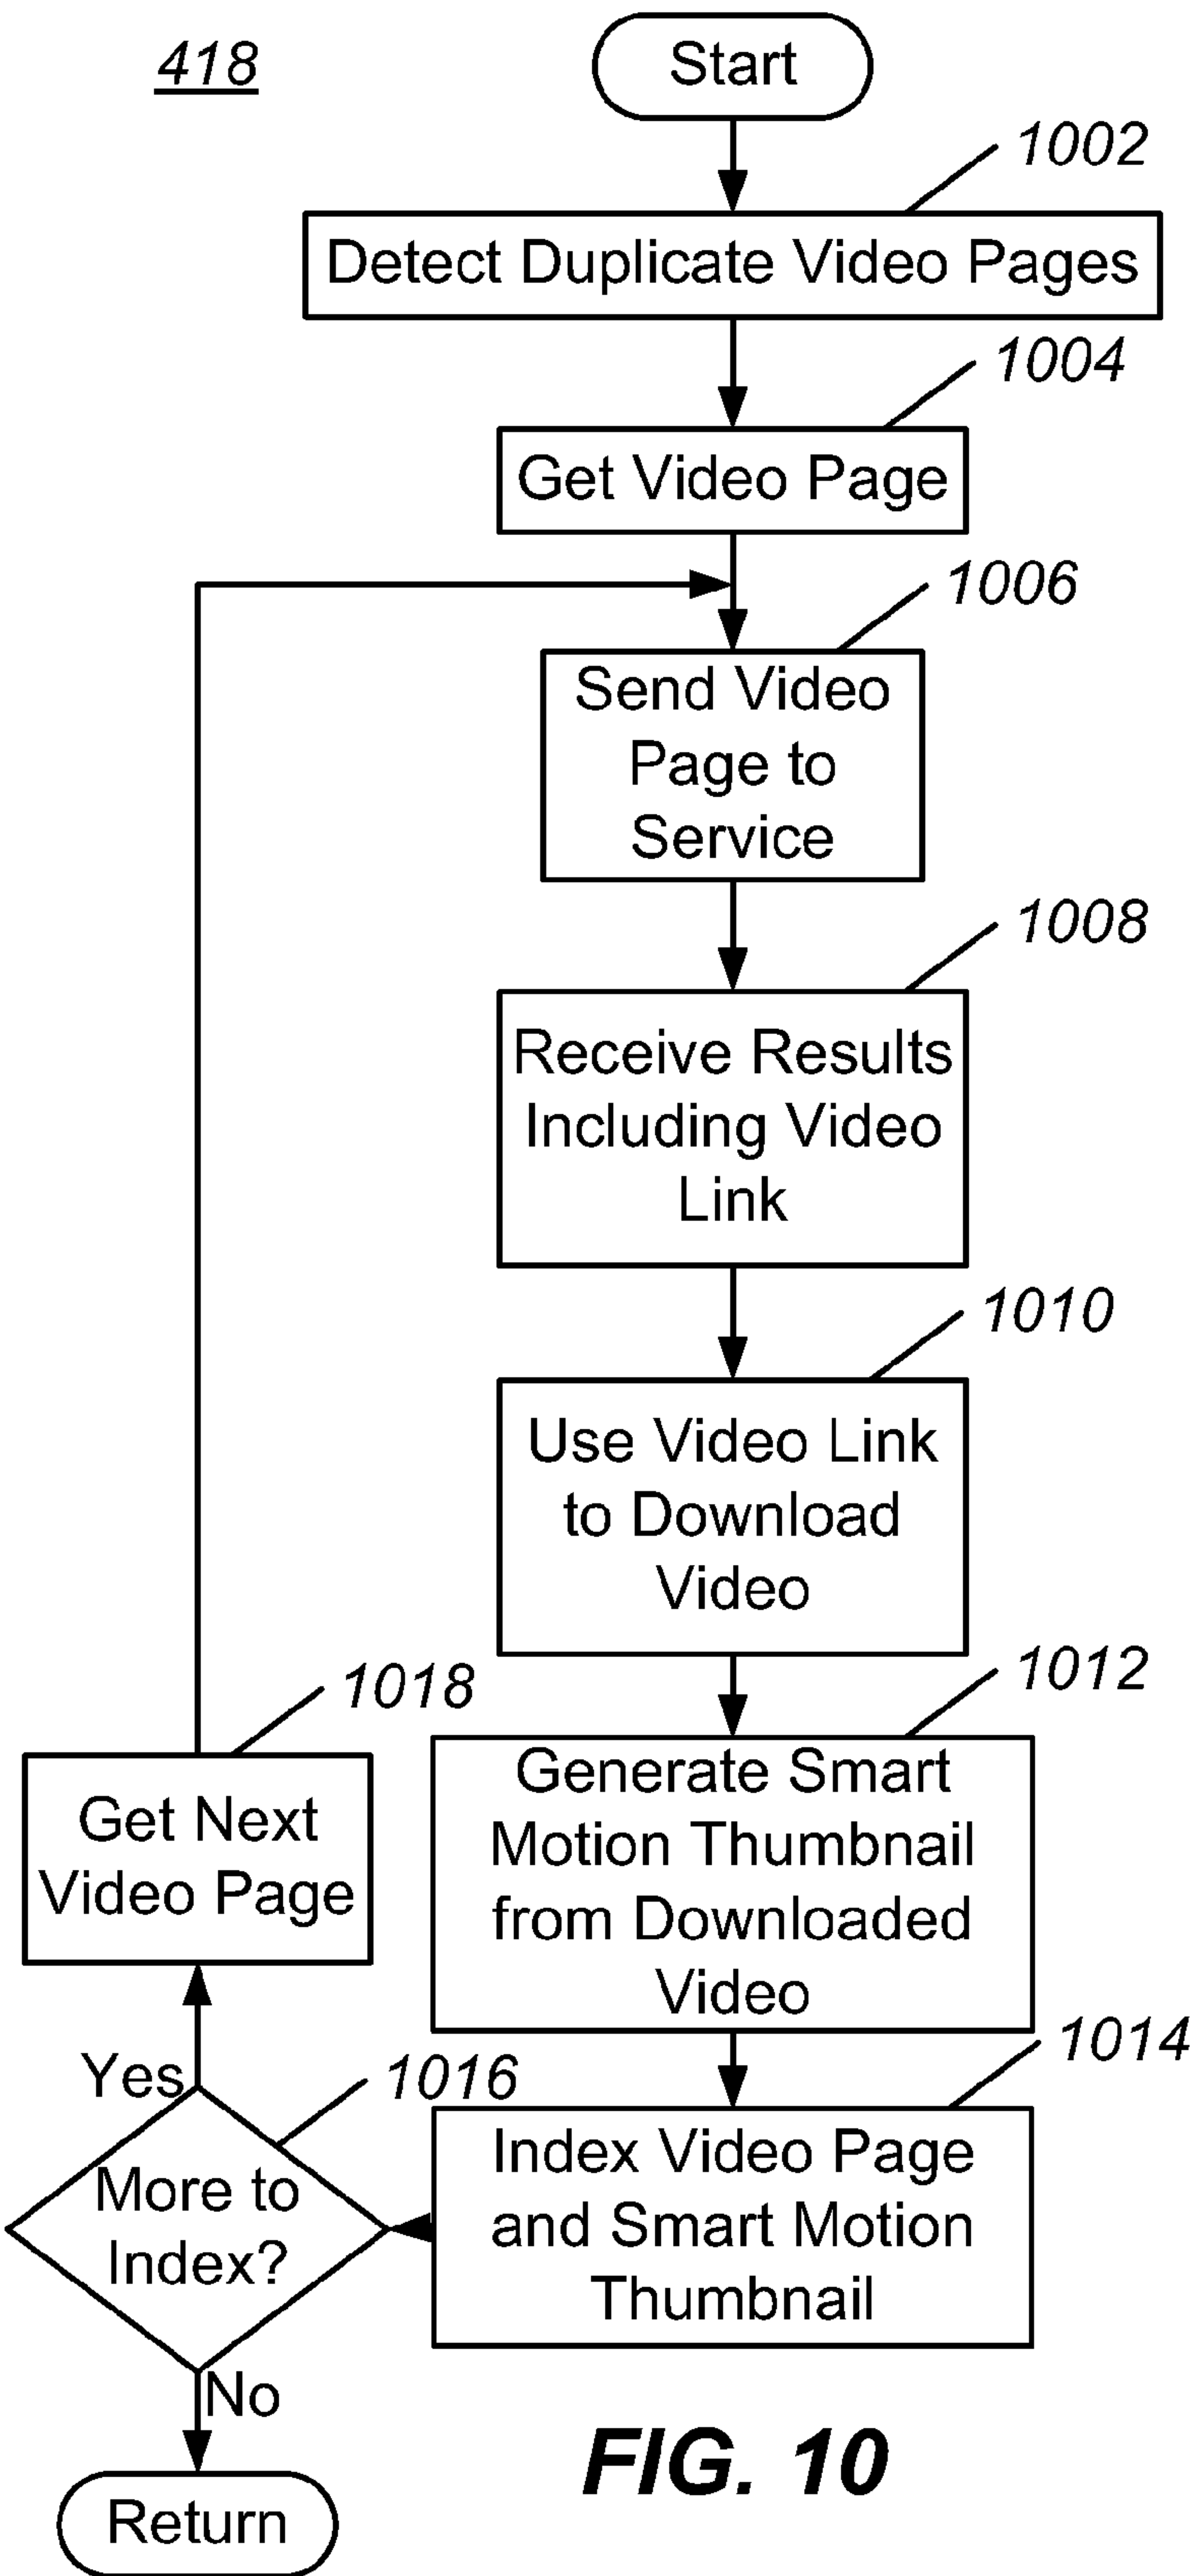 418
Start
1002
Detect Duplicate Video Pages
1004
Get Video Page
1006
Send Video
Page to
Service
1008
Receive Results
Including Video
Link
1010
Use Video Link
to Download
Video
1012
Generate Smart
Motion Thumbnail
from Downloaded
Video
1014
Index Video Page
and Smart Motion
Thumbnail
1016
More to
Index?
Yes
1018
Get Next
Video Page
No
Return
FIG. 10